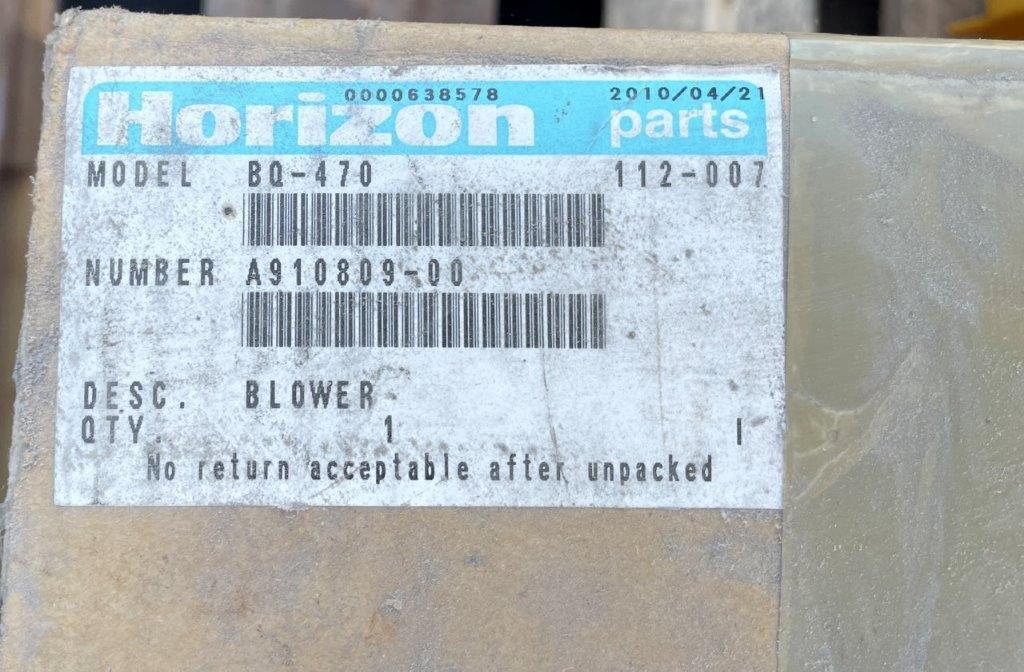 0000638578 2010/04/21
Horizon parts
MODEL BQ-470 112-007
NUMBER A910809-00
DESC. BLOWER
QTY. 1 I
No return acceptable after unpacked